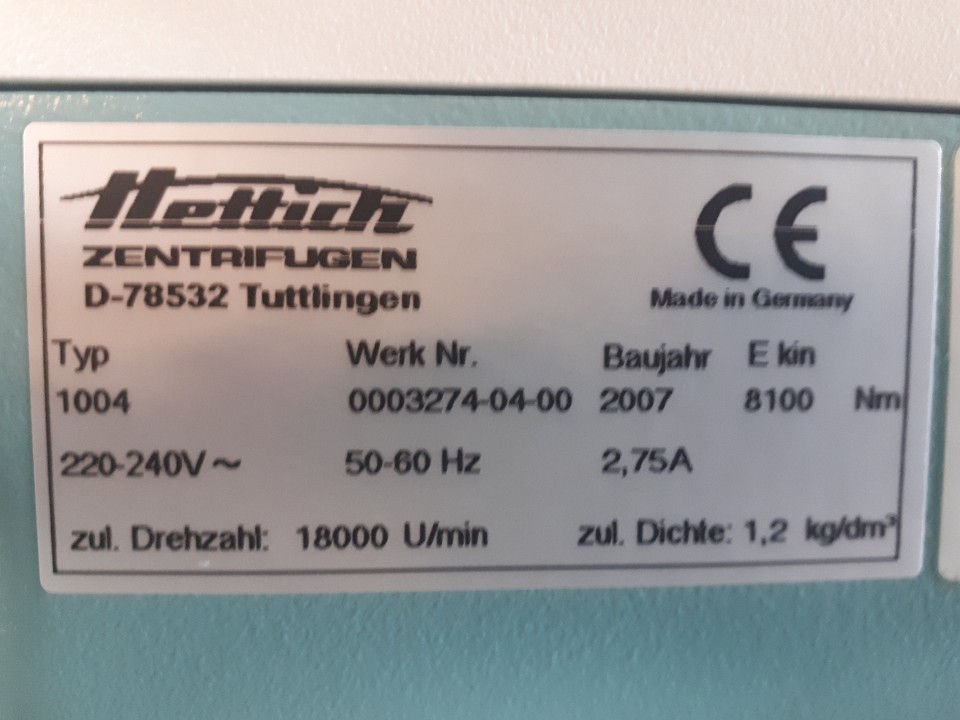 Hettich
ZENTRIFUGEN
D-78532 Tuttlingen
CE
Made in Germany
Typ Werk Nr. Baujahr E kin
1004 0003274-04-00 2007 8100 Nm
220-240V~ 50-60 Hz 2,75A
zul. Drehzahl: 18000 U/min zul. Dichte: 1,2 kg/dm³